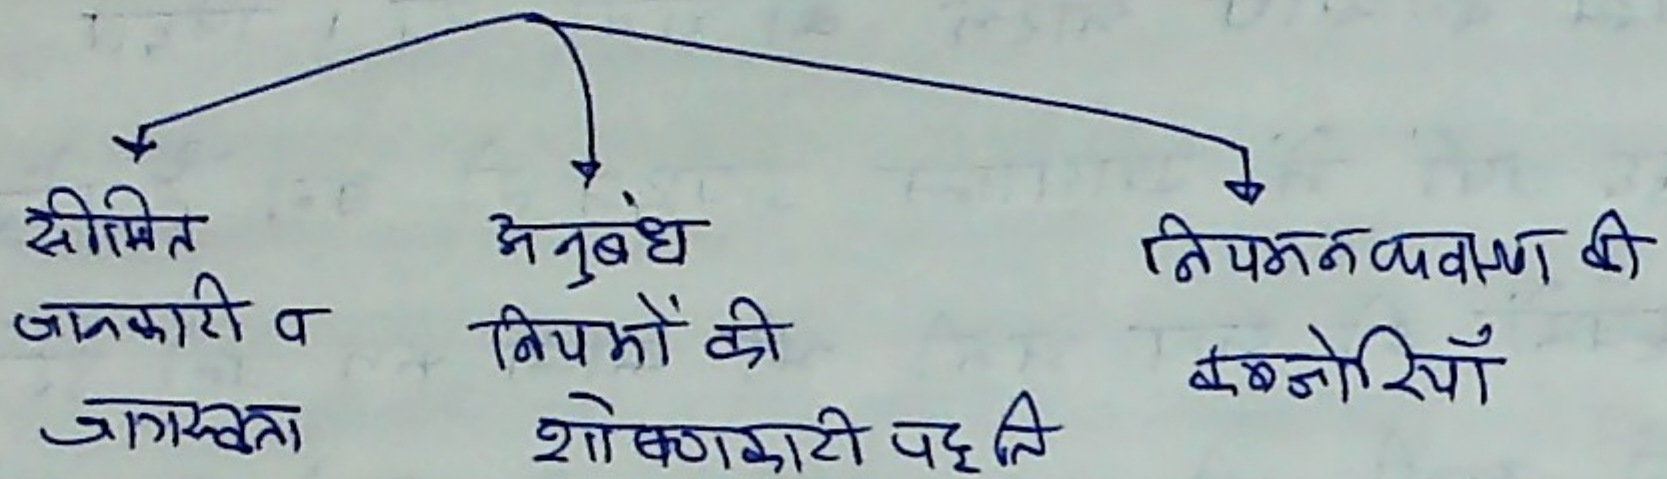 सीमित
जानकारी व
जागरूकता
अनुबंध
नियमों की
शोषणकारी पद्धति
नियमन व्यवस्था की
कमजोरियाँ